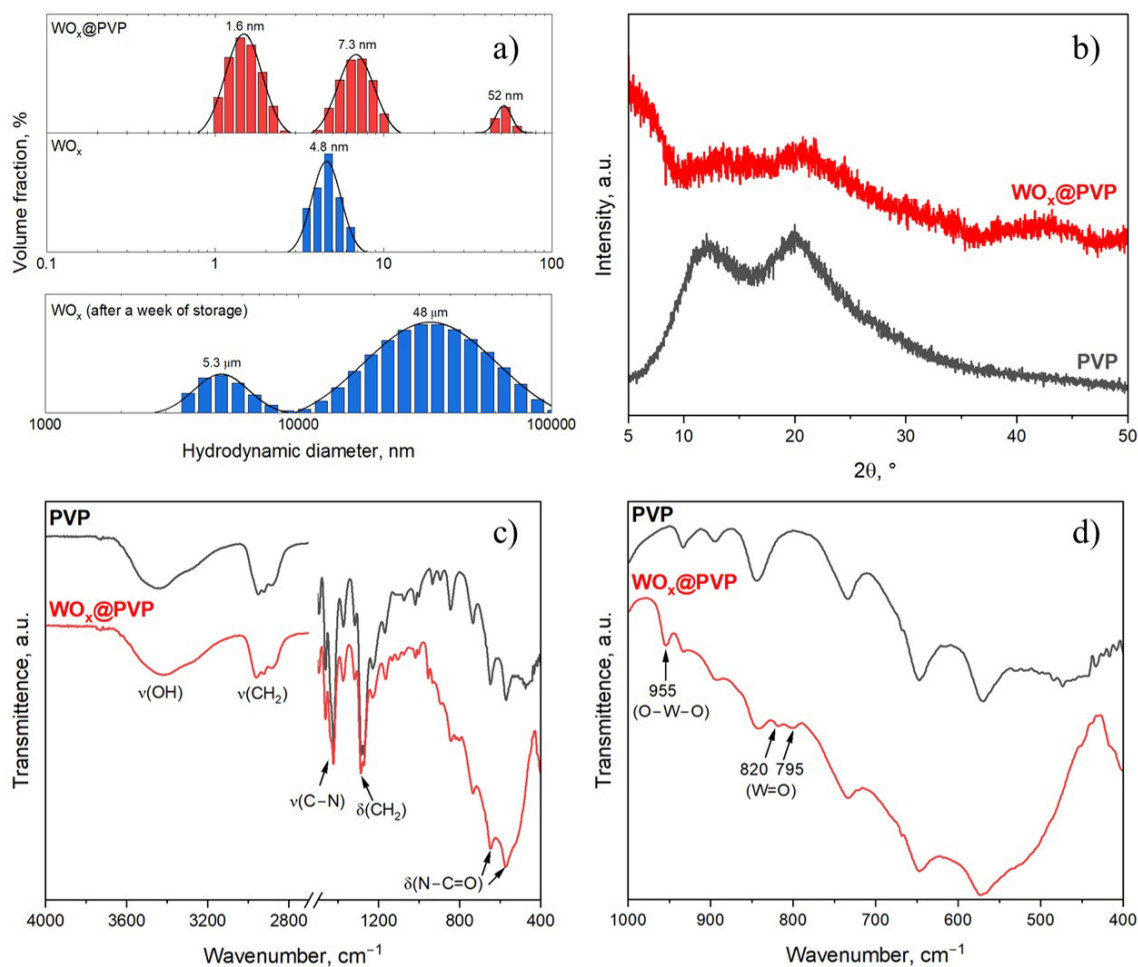 WOₓ@PVP
a)
1.6 nm
7.3 nm
52 nm
WOₓ
4.8 nm
0.1 1 10 100
WOₓ (after a week of storage)
5.3 μm
48 μm
1000 10000 100000
Hydrodynamic diameter, nm
Volume fraction, %
b)
WOₓ@PVP
PVP
5 10 20 30 40 50
2θ, °
Intensity, a.u.
c)
PVP
WOₓ@PVP
ν(OH)
ν(CH₂)
ν(C–N)
δ(CH₂)
δ(N–C=O)
4000 3600 3200 2800 1200 800 400
Wavenumber, cm⁻¹
Transmittence, a.u.
d)
PVP
WOₓ@PVP
955
(O–W–O)
820 795
(W=O)
1000 900 800 700 600 500 400
Wavenumber, cm⁻¹
Transmittence, a.u.